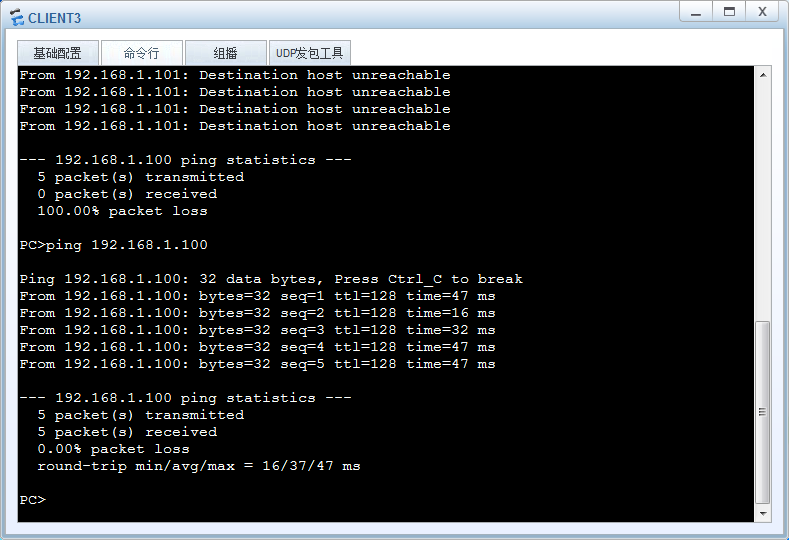 CLIENT3
基础配置 命令行 组播 UDP发包工具
From 192.168.1.101: Destination host unreachable
From 192.168.1.101: Destination host unreachable
From 192.168.1.101: Destination host unreachable
From 192.168.1.101: Destination host unreachable
--- 192.168.1.100 ping statistics ---
5 packet(s) transmitted
0 packet(s) received
100.00% packet loss
PC>ping 192.168.1.100
Ping 192.168.1.100: 32 data bytes, Press Ctrl_C to break
From 192.168.1.100: bytes=32 seq=1 ttl=128 time=47 ms
From 192.168.1.100: bytes=32 seq=2 ttl=128 time=16 ms
From 192.168.1.100: bytes=32 seq=3 ttl=128 time=32 ms
From 192.168.1.100: bytes=32 seq=4 ttl=128 time=47 ms
From 192.168.1.100: bytes=32 seq=5 ttl=128 time=47 ms
--- 192.168.1.100 ping statistics ---
5 packet(s) transmitted
5 packet(s) received
0.00% packet loss
round-trip min/avg/max = 16/37/47 ms
PC>